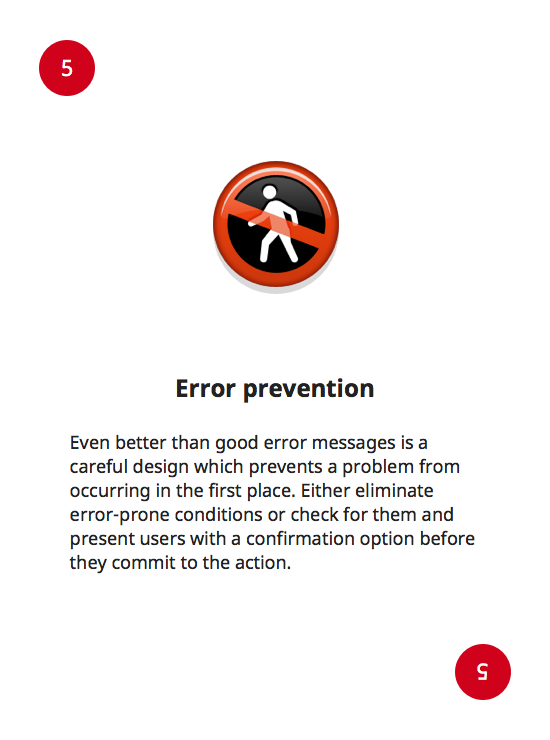 5
Error prevention
Even better than good error messages is a
careful design which prevents a problem from
occurring in the first place. Either eliminate
error-prone conditions or check for them and
present users with a confirmation option before
they commit to the action.
5